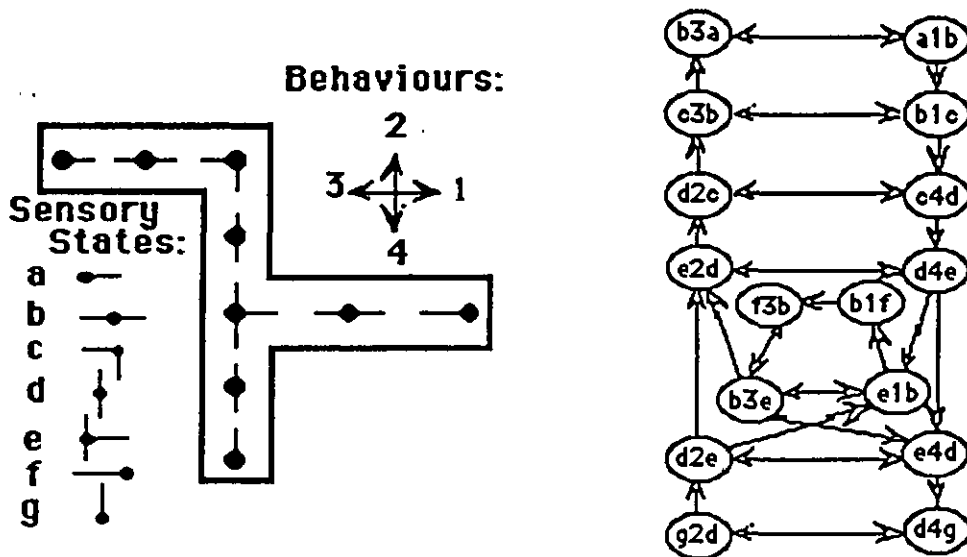 Behaviours:
2
3 1
4
Sensory
States:
a
b
c
d
e
f
g
b3a a1b
c3b b1c
d2c c4d
e2d d4e
f3b b1f
b3e e1b
d2e e4d
g2d d4g